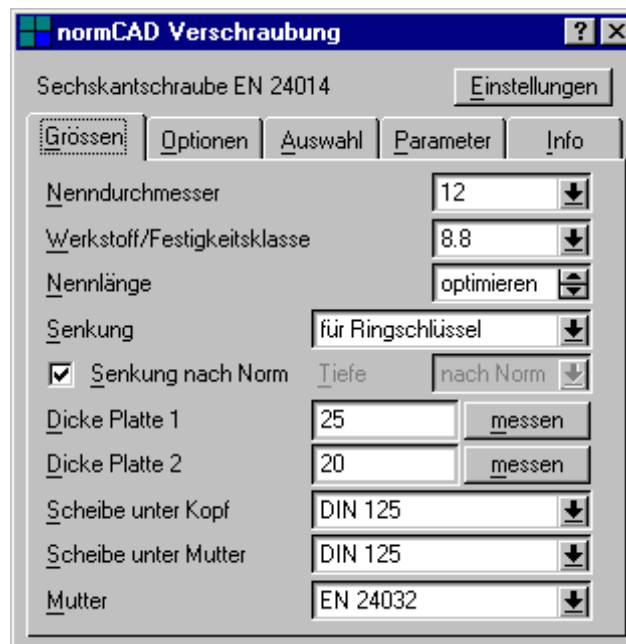 normCAD Verschraubung
Sechskantschraube EN 24014 Einstellungen
Grössen Optionen Auswahl Parameter Info
Nenndurchmesser 12
Werkstoff/Festigkeitsklasse 8.8
Nennlänge optimieren
Senkung für Ringschlüssel
Senkung nach Norm Tiefe nach Norm
Dicke Platte 1 25 messen
Dicke Platte 2 20 messen
Scheibe unter Kopf DIN 125
Scheibe unter Mutter DIN 125
Mutter EN 24032